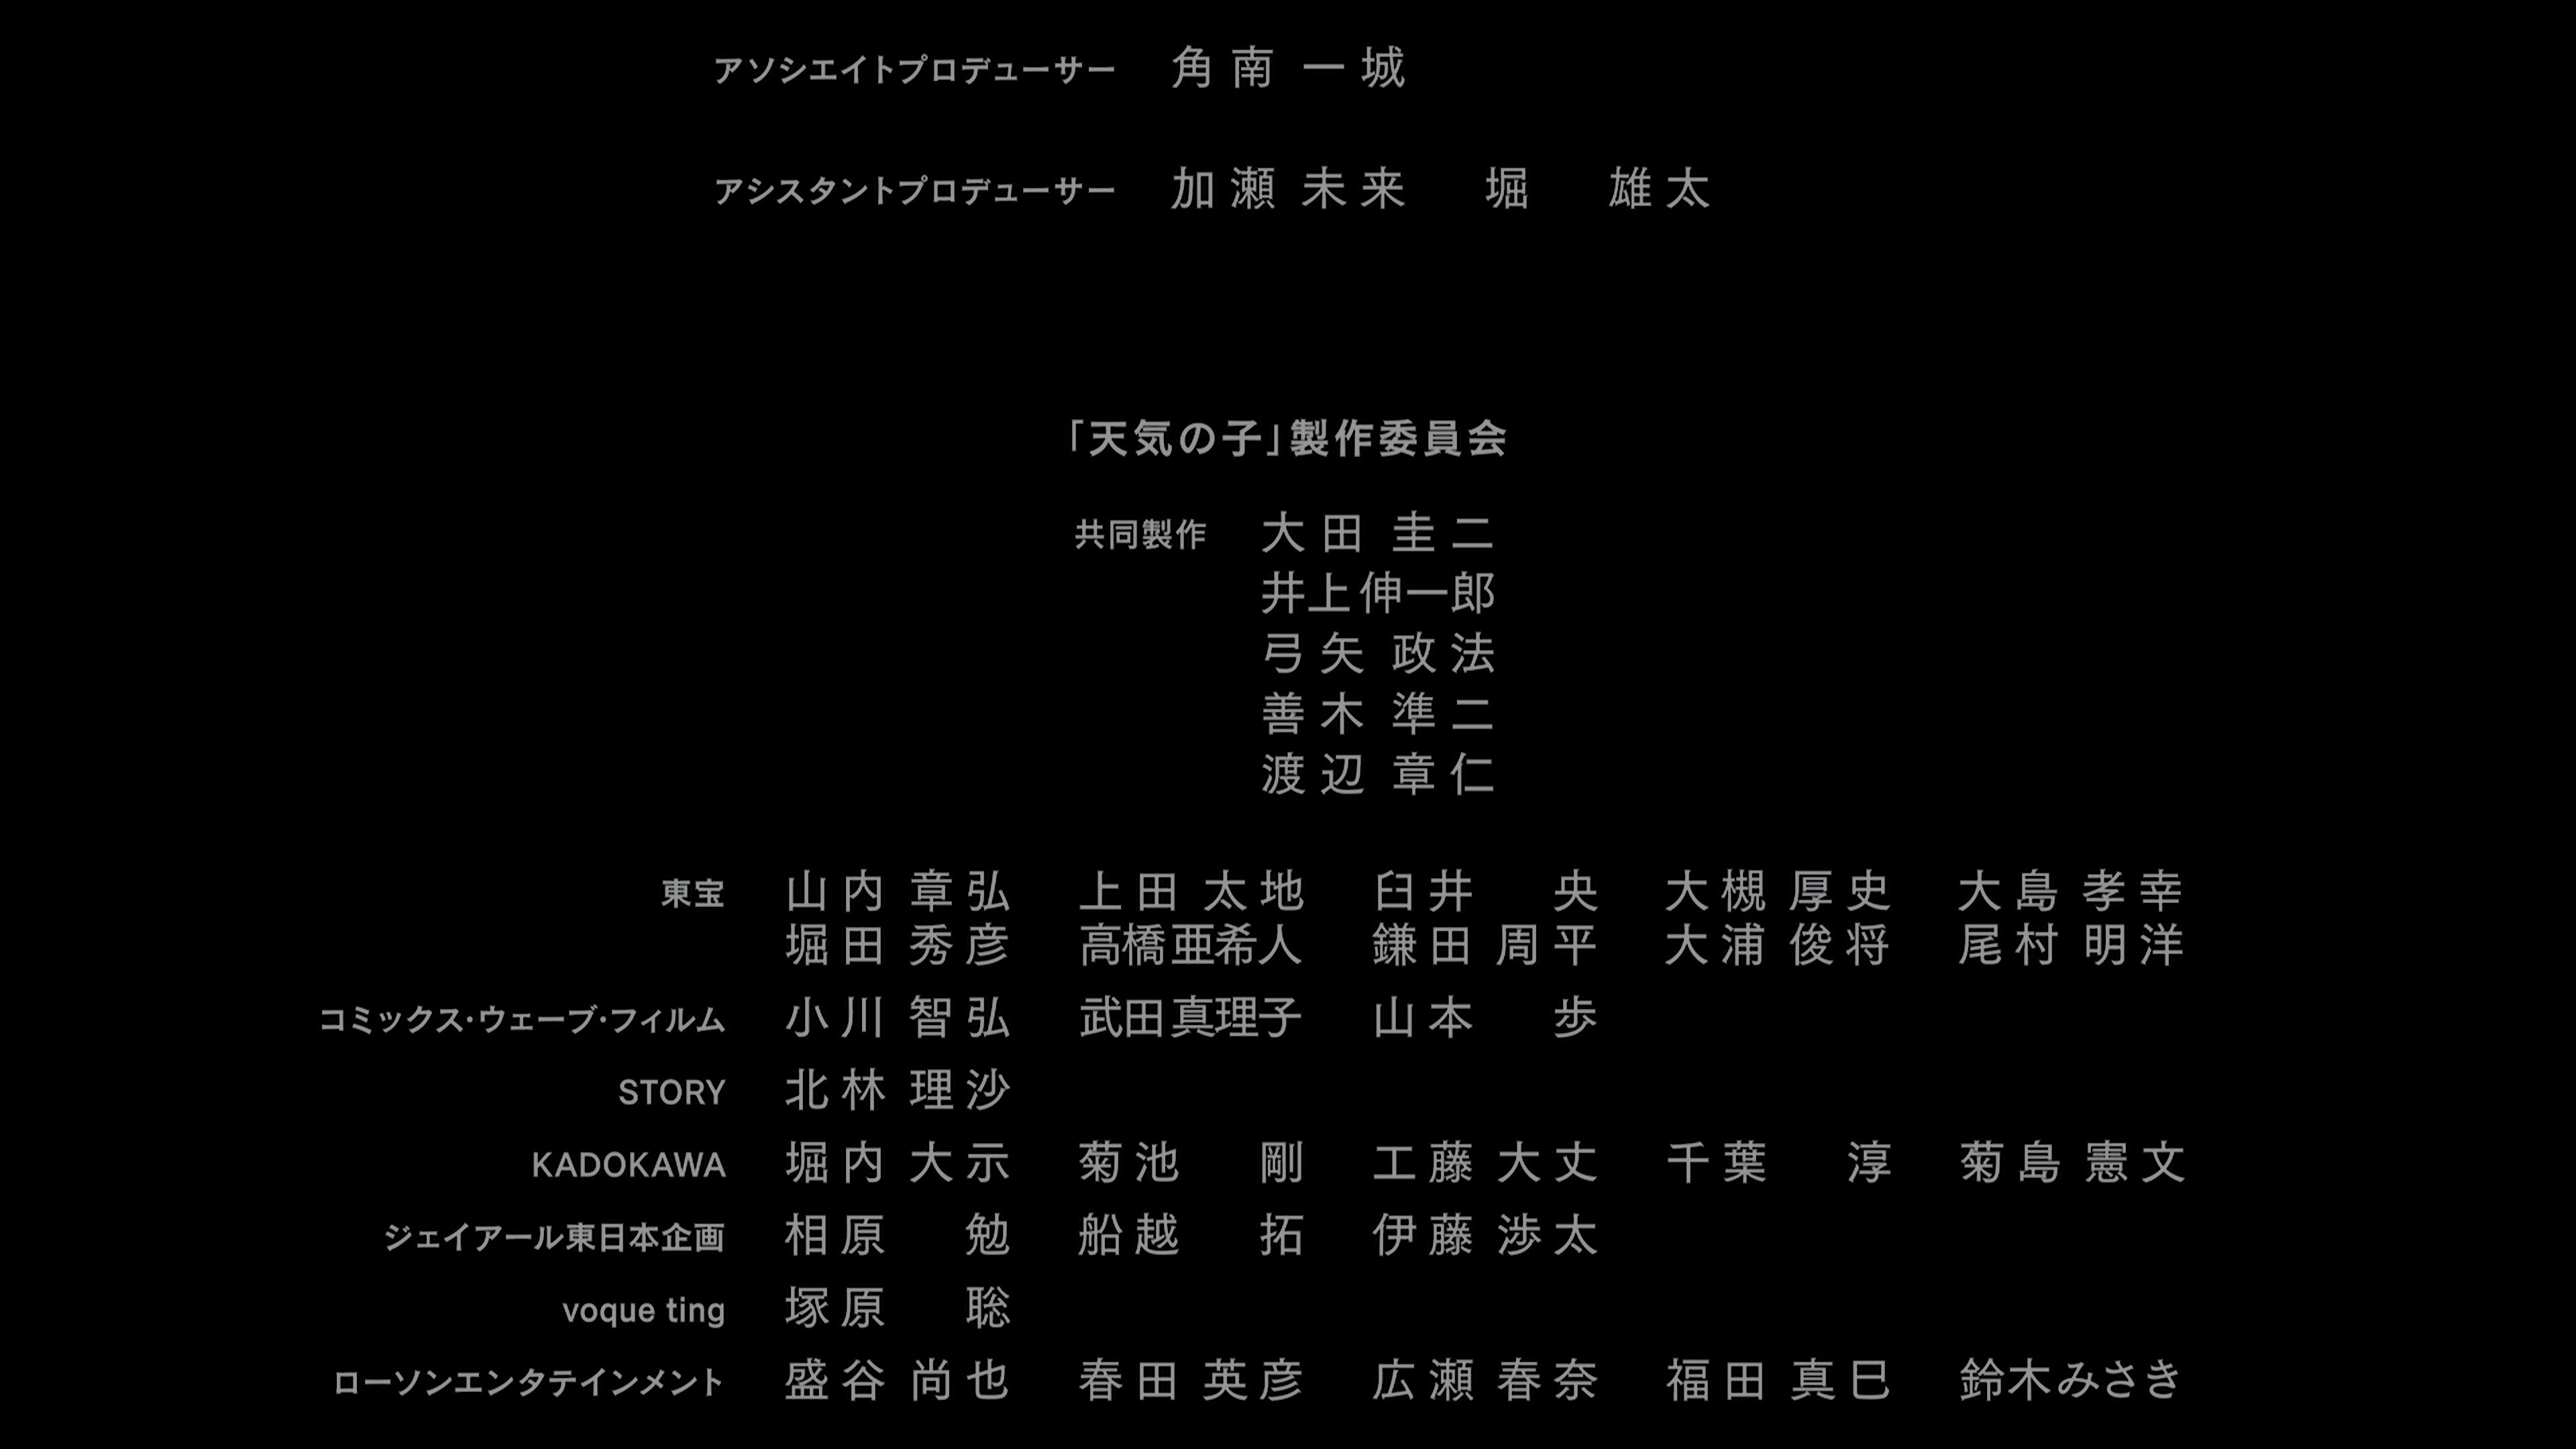 アソシエイトプロデューサー 角南 一城
アシスタントプロデューサー 加瀬 未来 堀 雄太
「天気の子」製作委員会
共同製作 大田 圭二
井上伸一郎
弓矢 政法
善木 準二
渡辺 章仁
東宝 山内 章弘 上田 太地 臼井 央 大槻 厚史 大島 孝幸
堀田 秀彦 高橋亜希人 鎌田 周平 大浦 俊将 尾村 明洋
コミックス・ウェーブ・フィルム 小川 智弘 武田真理子 山本 歩
STORY 北林 理沙
KADOKAWA 堀内 大示 菊池 剛 工藤 大丈 千葉 淳 菊島 憲文
ジェイアール東日本企画 相原 勉 船越 拓 伊藤 渉太
voque ting 塚原 聡
ローソンエンタテインメント 盛谷 尚也 春田 英彦 広瀬 春奈 福田 真巳 鈴木みさき